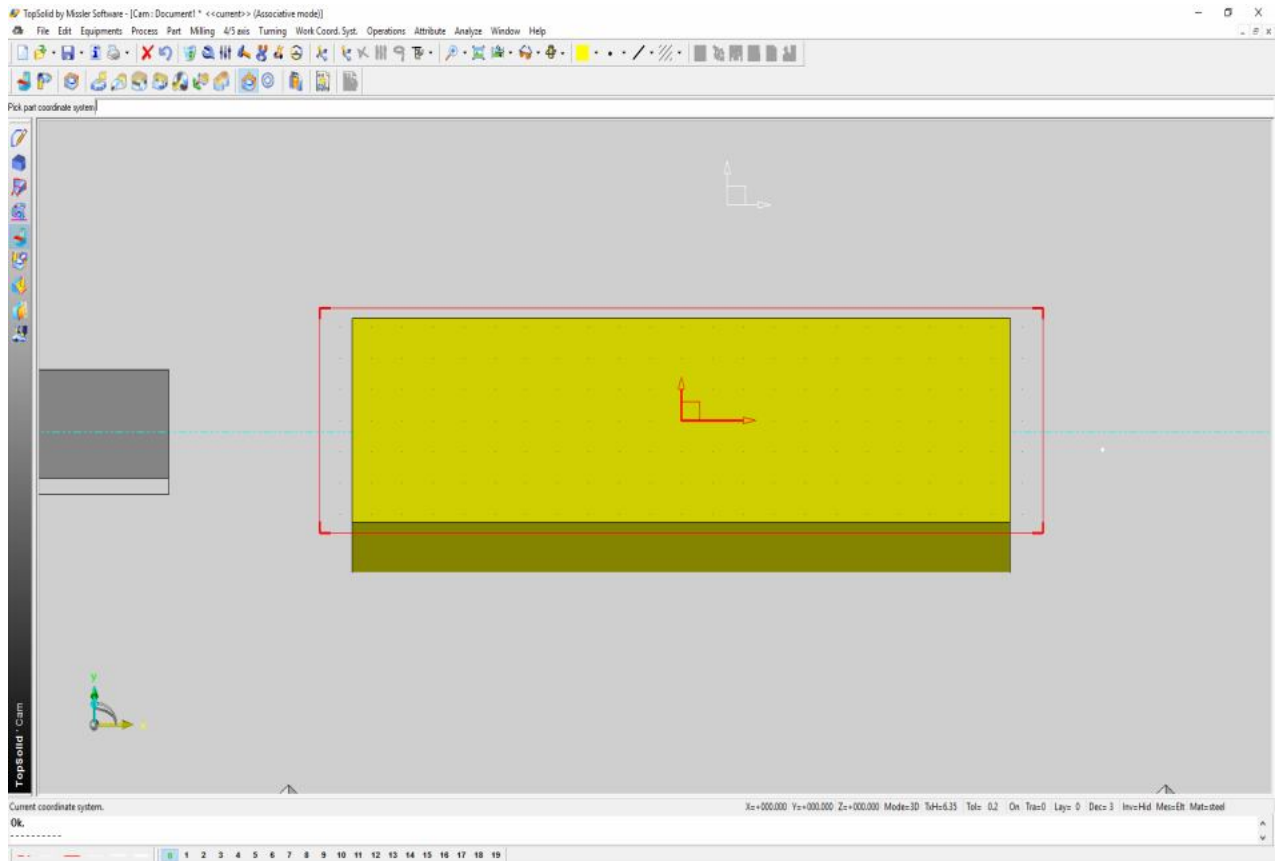 TopSolid by Missler Software - [Cam : Document1 * <<current>> (Associative mode)]
File Edit Equipments Process Part Milling 4/5 axis Turning Work Coord. Syst. Operations Attribute Analyze Window Help
Pick part coordinate system
y
x
TopSolid'Cam
Current coordinate system.
X=+000.000 Y=+000.000 Z=+000.000 Mode=3D TxH=6.35 Tol= 0.2 On Tra=0 Lay= 0 Dec= 3 Inv=Hid Mes=Elt Mat=steel
Ok.
----------
0 1 2 3 4 5 6 7 8 9 10 11 12 13 14 15 16 17 18 19